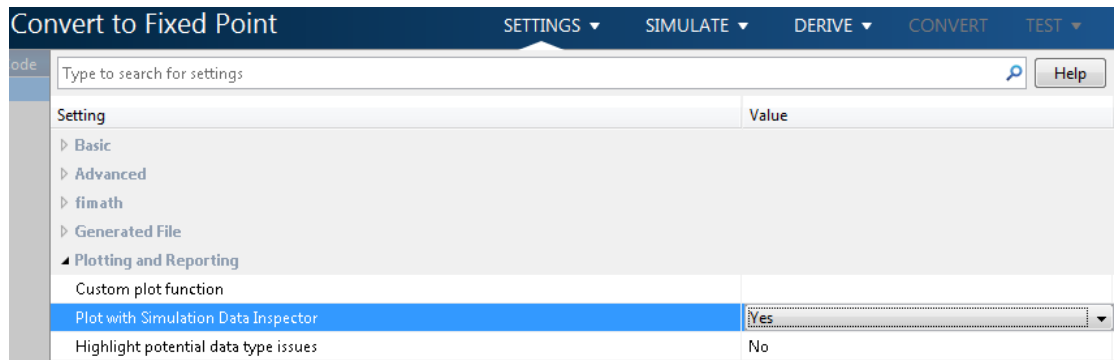 Convert to Fixed Point SETTINGS ▼ SIMULATE ▼ DERIVE ▼ CONVERT TEST ▼
ode
Type to search for settings Help
Setting Value
Basic
Advanced
fimath
Generated File
Plotting and Reporting
Custom plot function
Plot with Simulation Data Inspector Yes
Highlight potential data type issues No